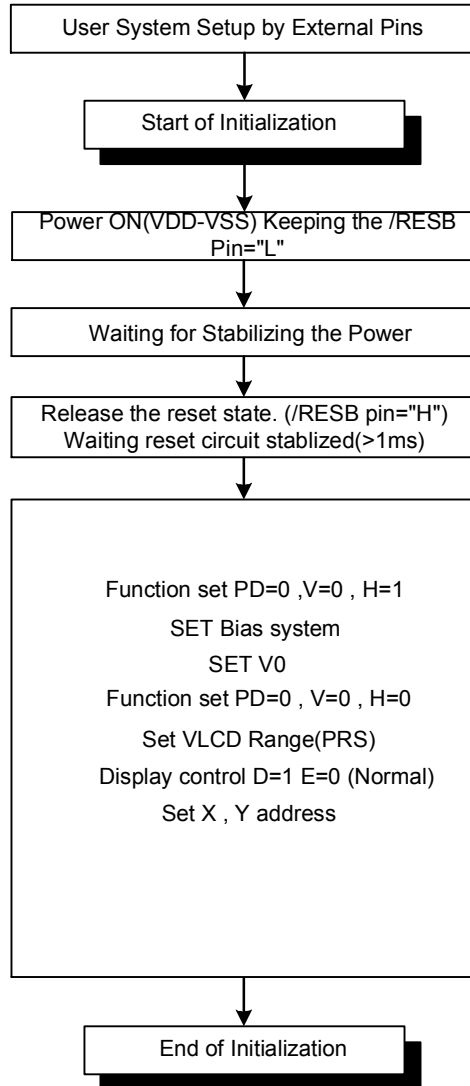 User System Setup by External Pins
Start of Initialization
Power ON(VDD-VSS) Keeping the /RESB
Pin="L"
Waiting for Stabilizing the Power
Release the reset state. (/RESB pin="H")
Waiting reset circuit stablized(>1ms)
Function set PD=0 ,V=0 , H=1
SET Bias system
SET V0
Function set PD=0 , V=0 , H=0
Set VLCD Range(PRS)
Display control D=1 E=0 (Normal)
Set X , Y address
End of Initialization